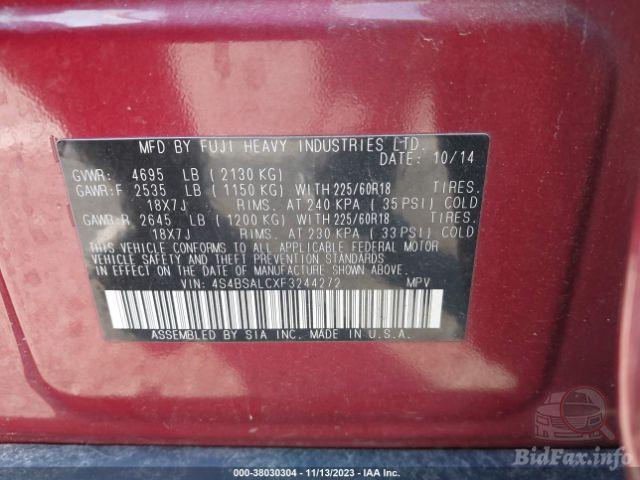 MFD BY FUJI HEAVY INDUSTRIES LTD.
DATE: 10/14
GVWR: 4695 LB ( 2130 KG)
GAWR:F 2535 LB ( 1150 KG) WITH 225/60R18 TIRES.
18X7J RIMS. AT 240 KPA ( 35 PSI) COLD
GAWR:R 2645 LB ( 1200 KG) WITH 225/60R18 TIRES.
18X7J RIMS. AT 230 KPA ( 33 PSI) COLD
THIS VEHICLE CONFORMS TO ALL APPLICABLE FEDERAL MOTOR
VEHICLE SAFETY AND THEFT PREVENTION STANDARDS
IN EFFECT ON THE DATE OF MANUFACTURE SHOWN ABOVE.
VIN: 4S4BSALCXF3244272 MPV
ASSEMBLED BY SIA INC. MADE IN U.S.A.
BidFax.info
000-38030304 - 11/13/2023 - IAA Inc.